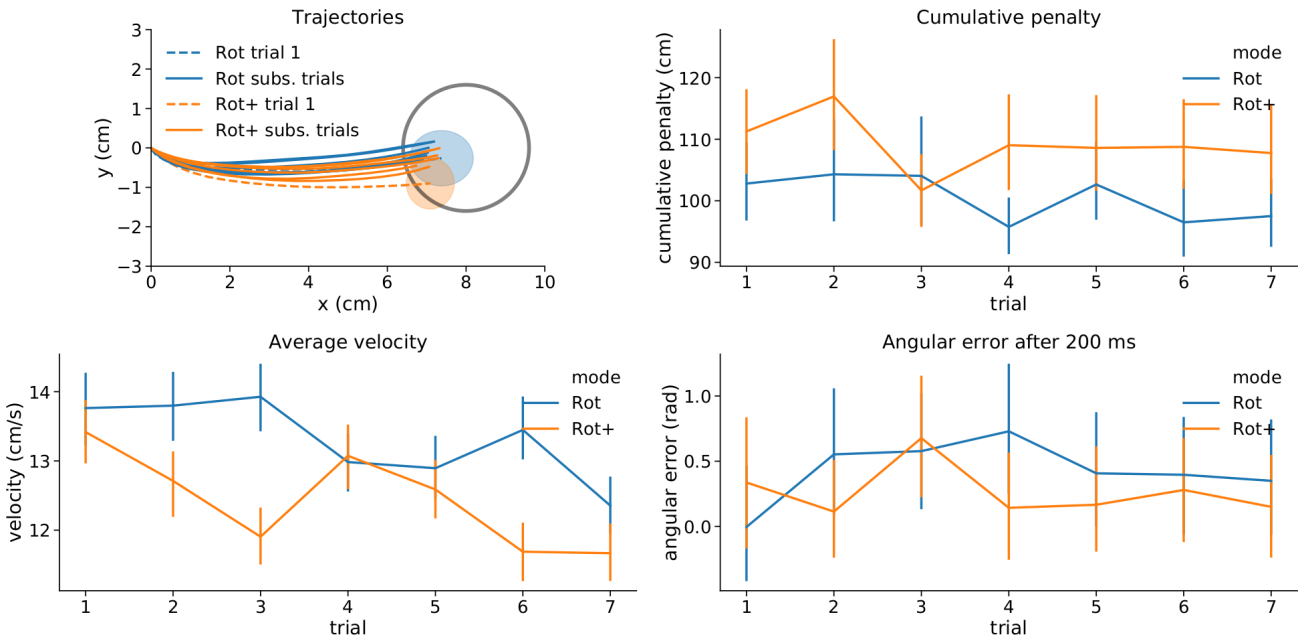 Trajectories
3
2
1
0
−1
−2
−3
y (cm)
Rot trial 1
Rot subs. trials
Rot+ trial 1
Rot+ subs. trials
0 2 4 6 8 10
x (cm)
Cumulative penalty
120
110
100
90
cumulative penalty (cm)
mode
Rot
Rot+
1 2 3 4 5 6 7
trial
Average velocity
14
13
12
velocity (cm/s)
mode
Rot
Rot+
1 2 3 4 5 6 7
trial
Angular error after 200 ms
1.0
0.5
0.0
angular error (rad)
mode
Rot
Rot+
1 2 3 4 5 6 7
trial